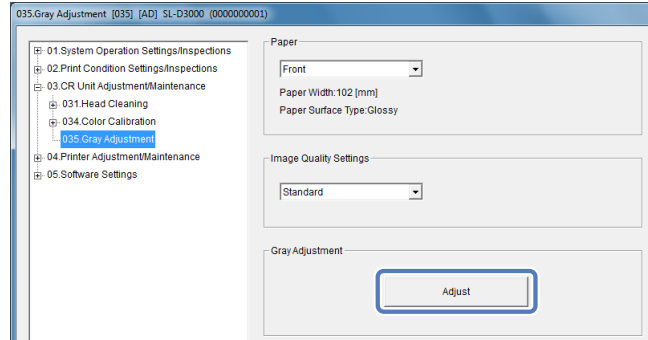 035.Gray Adjustment [035] [AD] SL-D3000 (0000000001)
01.System Operation Settings/Inspections
02.Print Condition Settings/Inspections
03.CR Unit Adjustment/Maintenance
031.Head Cleaning
034.Color Calibration
035.Gray Adjustment
04.Printer Adjustment/Maintenance
05.Software Settings
Paper
Front
Paper Width:102 [mm]
Paper Surface Type:Glossy
Image Quality Settings
Standard
Gray Adjustment
Adjust